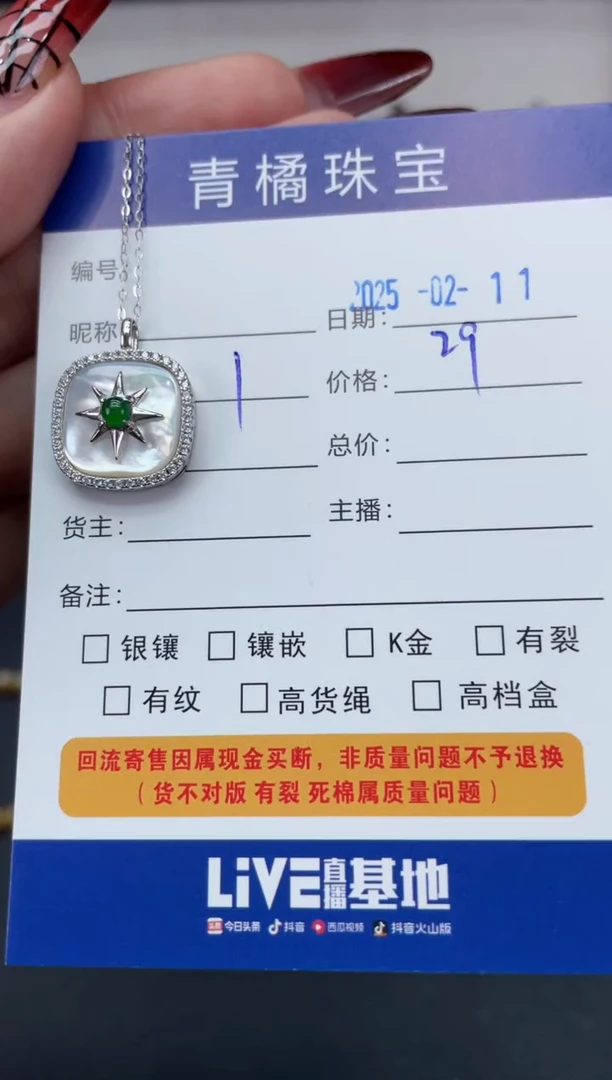 青橘珠宝
编号
2025 -02- 11
昵称
日期:
1
价格: 29
总价:
货主:
主播:
备注:
银镶 镶嵌 K金 有裂
有纹 高货绳 高档盒
回流寄售因属现金买断，非质量问题不予退换
（货不对版 有裂 死棉属质量问题）
LiVE直播基地
头条 今日头条 抖音 西瓜视频 抖音火山版